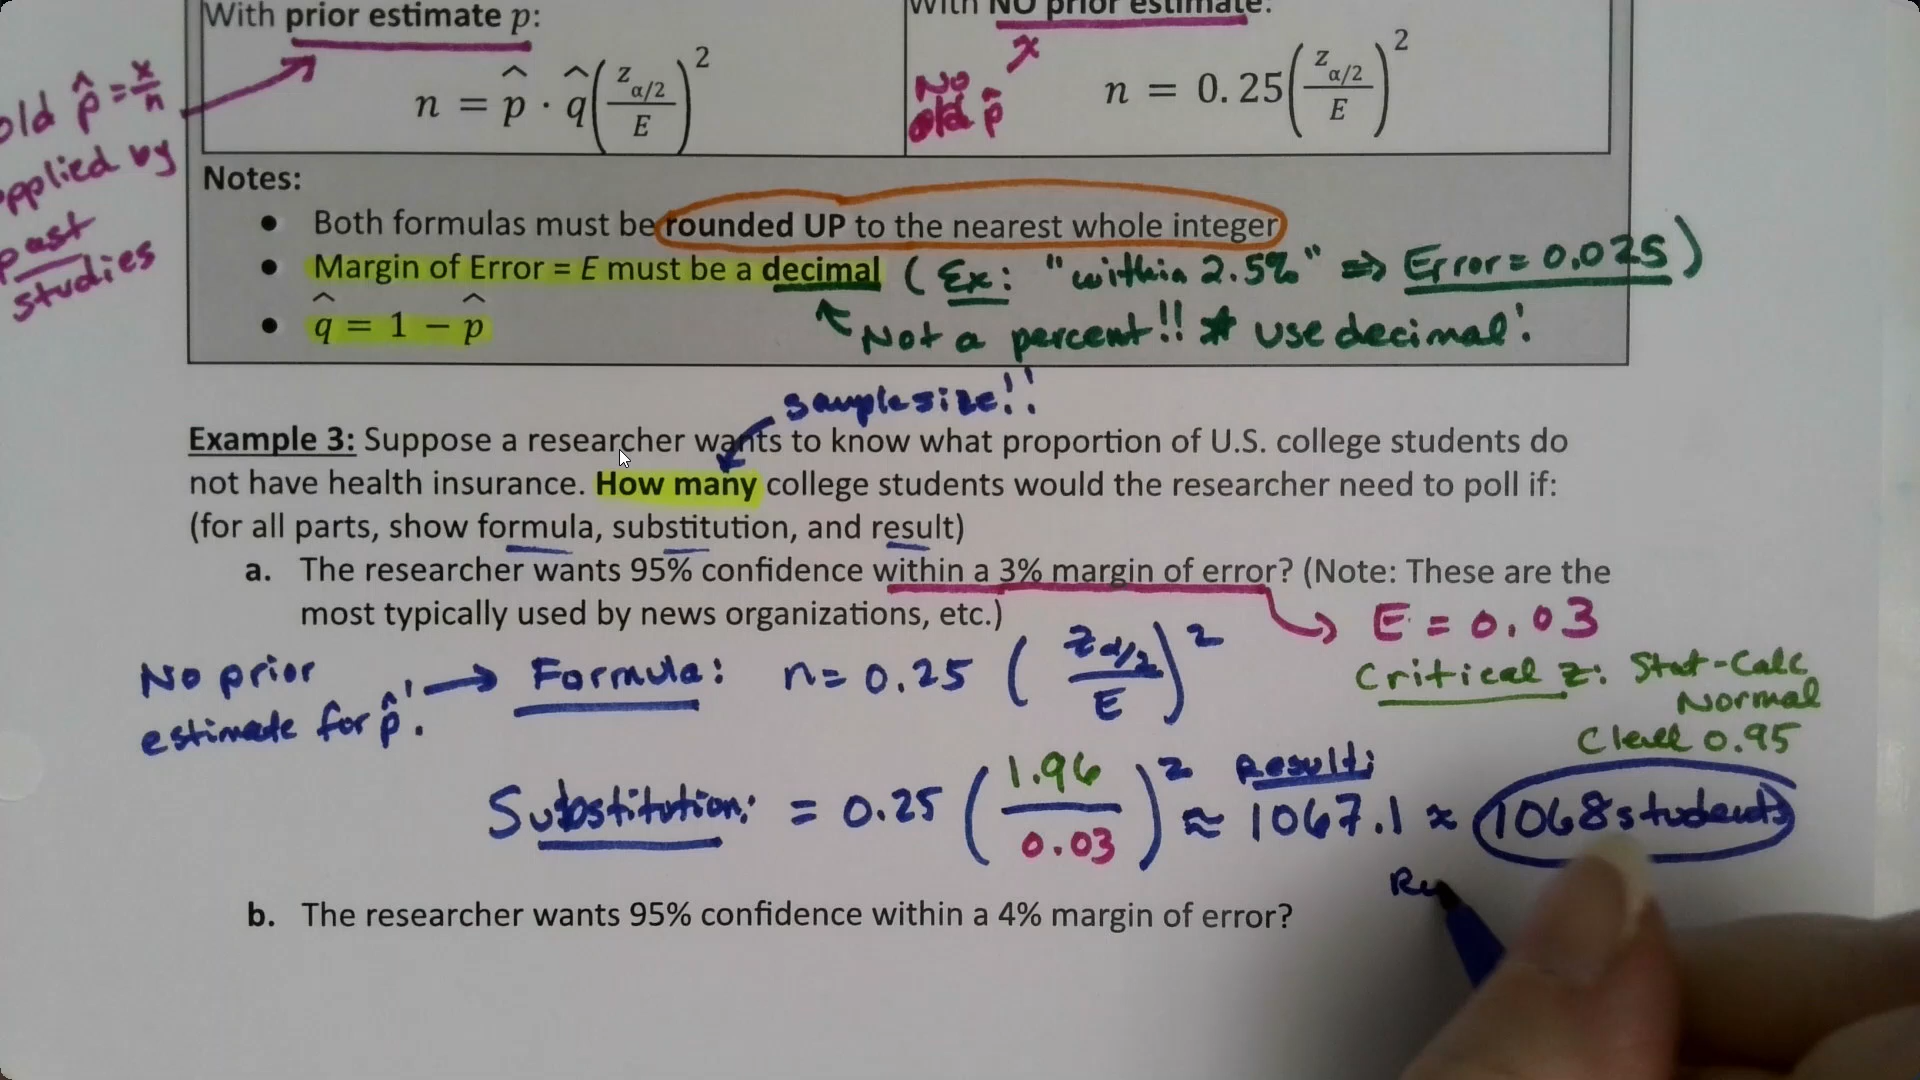 With prior estimate p:
With NO prior estimate:
n = p̂ · q̂ (z α/2 / E)²
n = 0.25 (z α/2 / E)²
old p̂ = x/n
by
past
studies
No
old p̂
Notes:
Both formulas must be rounded UP to the nearest whole integer
Margin of Error = E must be a decimal (Ex: "within 2.5%" ⇒ Error = 0.025)
q̂ = 1 − p̂
Not a percent!! * use decimal!
sample size!!
Example 3: Suppose a researcher wants to know what proportion of U.S. college students do
not have health insurance. How many college students would the researcher need to poll if:
(for all parts, show formula, substitution, and result)
a. The researcher wants 95% confidence within a 3% margin of error? (Note: These are the
most typically used by news organizations, etc.)
E = 0.03
No prior
estimate for p̂!
→ Formula: n = 0.25 (z α/2 / E)²
Critical z: Stat-Calc
Normal
C level 0.95
Substitution: = 0.25 (1.96 / 0.03)²
Result:
≈ 1067.1 ≈ 1068 students
b. The researcher wants 95% confidence within a 4% margin of error?